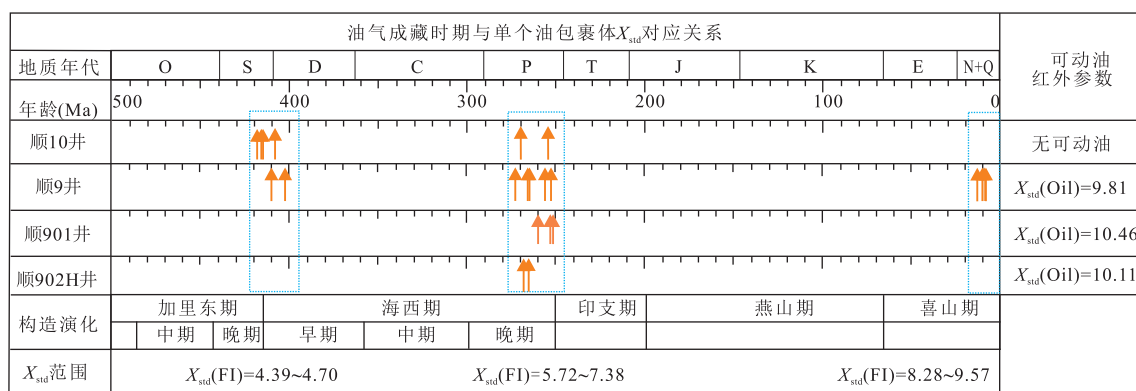 油气成藏时期与单个油包裹体Xstd对应关系
可动油
红外参数
地质年代 O S D C P T J K E N+Q
年龄(Ma) 500 400 300 200 100 0
顺10井 无可动油
顺9井 Xstd(Oil)=9.81
顺901井 Xstd(Oil)=10.46
顺902H井 Xstd(Oil)=10.11
构造演化 加里东期 海西期 印支期 燕山期 喜山期
中期 晚期 早期 中期 晚期
Xstd范围 Xstd(FI)=4.39~4.70 Xstd(FI)=5.72~7.38 Xstd(FI)=8.28~9.57